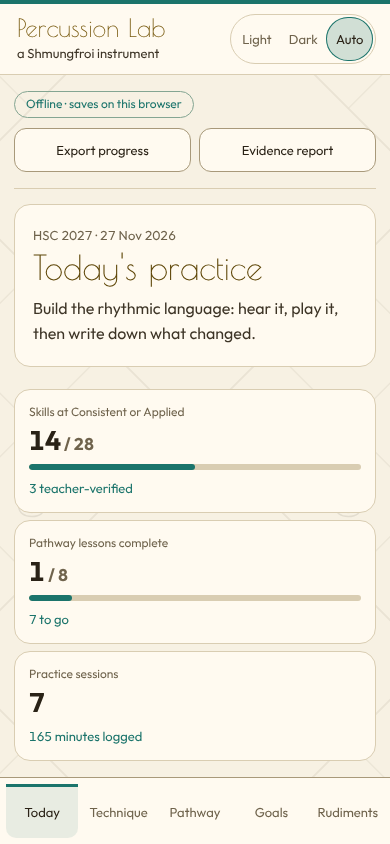 Percussion Lab
a Shmungfroi instrument
Light Dark Auto
Offline · saves on this browser
Export progress
Evidence report
HSC 2027 · 27 Nov 2026
Today's practice
Build the rhythmic language: hear it, play it,
then write down what changed.
Skills at Consistent or Applied
14 / 28
3 teacher-verified
Pathway lessons complete
1 / 8
7 to go
Practice sessions
7
165 minutes logged
Today Technique Pathway Goals Rudiments